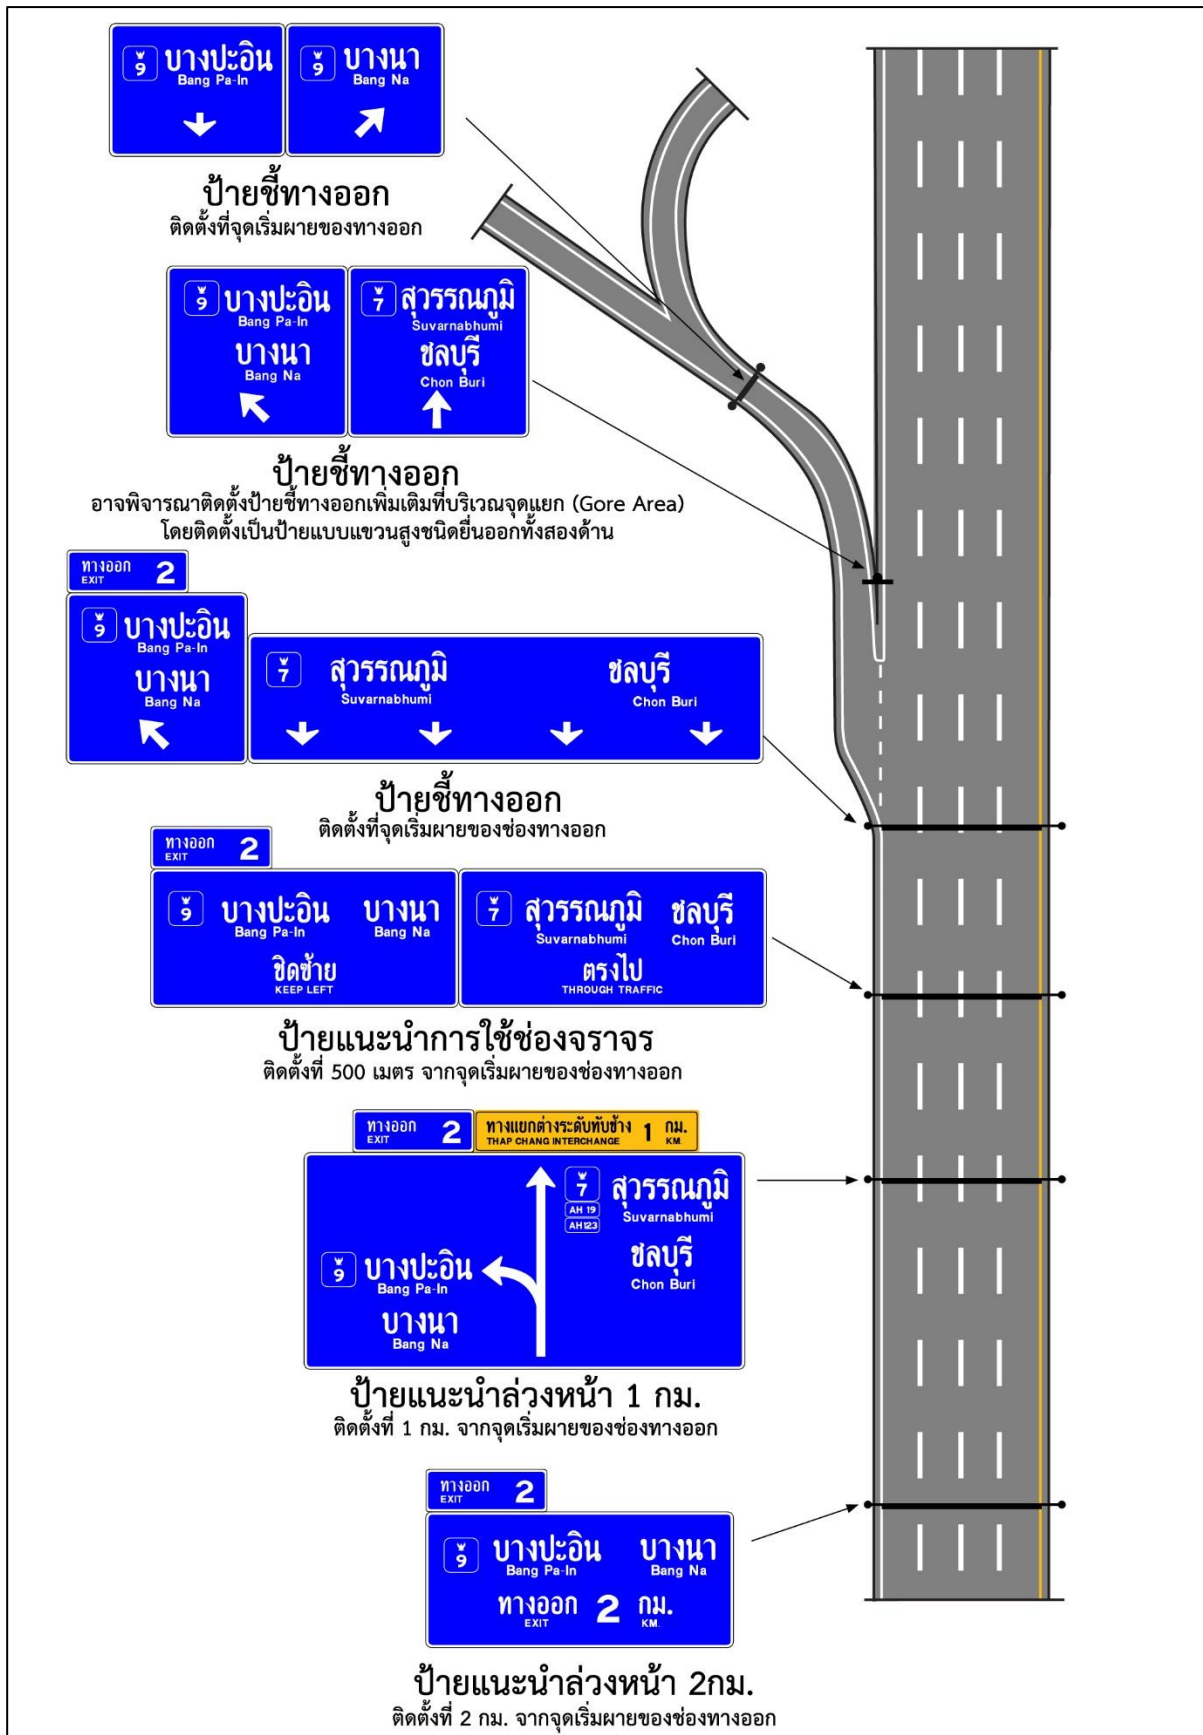 พ
9
บางปะอิน
Bang Pa-In
พ
9
บางนา
Bang Na
ป้ายชี้ทางออก
ติดตั้งที่จุดเริ่มผายของทางออก
พ
9
บางปะอิน
Bang Pa-In
บางนา
Bang Na
พ
7
สุวรรณภูมิ
Suvarnabhumi
ชลบุรี
Chon Buri
ป้ายชี้ทางออก
อาจพิจารณาติดตั้งป้ายชี้ทางออกเพิ่มเติมที่บริเวณจุดแยก (Gore Area)
โดยติดตั้งเป็นป้ายแบบแขวนสูงชนิดยื่นออกทั้งสองด้าน
ทางออก 2
EXIT
พ
9
บางปะอิน
Bang Pa-In
บางนา
Bang Na
พ
7
สุวรรณภูมิ
Suvarnabhumi
ชลบุรี
Chon Buri
ป้ายชี้ทางออก
ติดตั้งที่จุดเริ่มผายของช่องทางออก
ทางออก 2
EXIT
พ
9
บางปะอิน บางนา
Bang Pa-In Bang Na
ชิดซ้าย
KEEP LEFT
พ
7
สุวรรณภูมิ ชลบุรี
Suvarnabhumi Chon Buri
ตรงไป
THROUGH TRAFFIC
ป้ายแนะนำการใช้ช่องจราจร
ติดตั้งที่ 500 เมตร จากจุดเริ่มผายของช่องทางออก
ทางออก 2
EXIT
ทางแยกต่างระดับทับช้าง 1 กม.
THAP CHANG INTERCHANGE KM.
พ
7
AH 19
AH123
สุวรรณภูมิ
Suvarnabhumi
ชลบุรี
Chon Buri
พ
9
บางปะอิน
Bang Pa-In
บางนา
Bang Na
ป้ายแนะนำล่วงหน้า 1 กม.
ติดตั้งที่ 1 กม. จากจุดเริ่มผายของช่องทางออก
ทางออก 2
EXIT
พ
9
บางปะอิน บางนา
Bang Pa-In Bang Na
ทางออก 2 กม.
EXIT KM.
ป้ายแนะนำล่วงหน้า 2กม.
ติดตั้งที่ 2 กม. จากจุดเริ่มผายของช่องทางออก